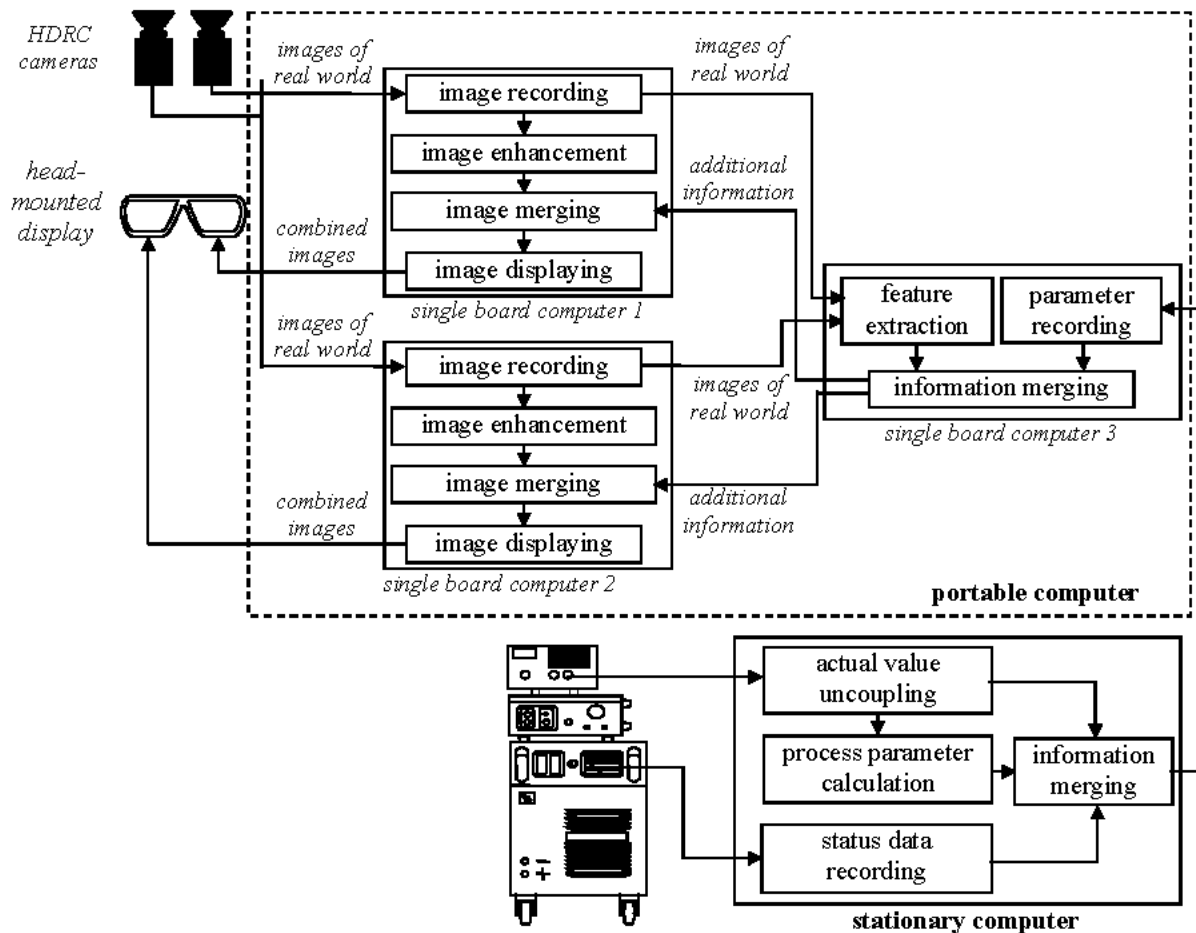 HDRC
cameras
images of
real world
images of
real world
image recording
image enhancement
image merging
image displaying
single board computer 1
additional
information
head-
mounted
display
combined
images
feature
extraction
parameter
recording
information merging
single board computer 3
images of
real world
image recording
image enhancement
image merging
image displaying
single board computer 2
images of
real world
additional
information
combined
images
portable computer
actual value
uncoupling
process parameter
calculation
information
merging
status data
recording
stationary computer